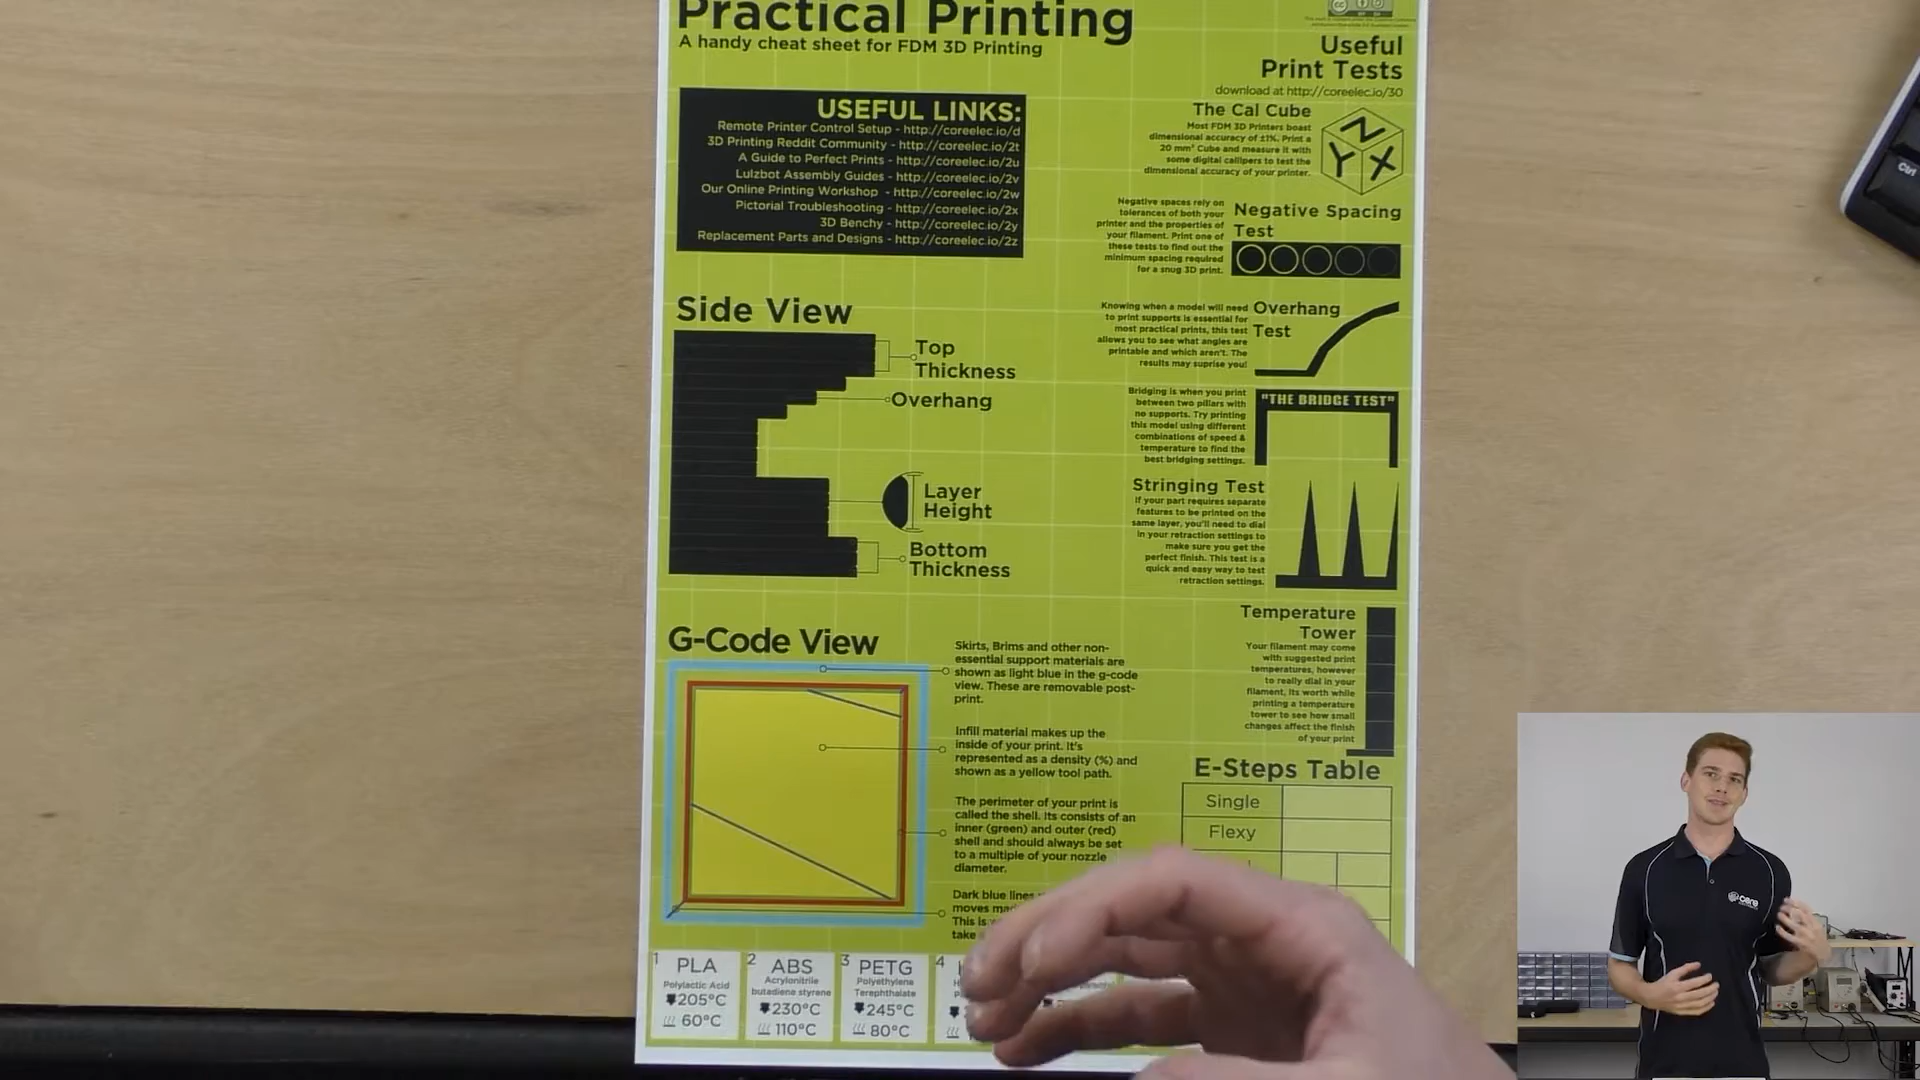 Practical Printing
A handy cheat sheet for FDM 3D Printing
USEFUL LINKS:
Remote Printer Control Setup - http://coreelec.io/d
3D Printing Reddit Community - http://coreelec.io/2t
A Guide to Perfect Prints - http://coreelec.io/2u
Lulzbot Assembly Guides - http://coreelec.io/2v
Our Online Printing Workshop - http://coreelec.io/2w
Pictorial Troubleshooting - http://coreelec.io/2x
3D Benchy - http://coreelec.io/2y
Replacement Parts and Designs - http://coreelec.io/2z
Side View
Top
Thickness
Overhang
Layer
Height
Bottom
Thickness
G-Code View
Skirts, Brims and other non-
essential support materials are
shown as light blue in the g-code
view. These are removable post-
print.
Infill material makes up the
inside of your print. It's
represented as a density (%) and
shown as a yellow tool path.
The perimeter of your print is
called the shell. Its consists of an
inner (green) and outer (red)
shell and should always be set
to a multiple of your nozzle
diameter.
Dark blue lines
moves
This is
take
Useful
Print Tests
download at http://coreelec.io/30
The Cal Cube
Most FDM 3D Printers boast
dimensional accuracy of ±1%. Print a
20 mm³ Cube and measure it with
some digital callipers to test the
dimensional accuracy of your printer.
Z
Y X
Negative Spacing
Test
Negative spaces rely on
tolerances of both your
printer and the properties of
your filament. Print one of
these tests to find out the
minimum spacing required
for a snug 3D print.
Overhang
Test
Knowing when a model will need
to print supports is essential for
most practical prints, this test
allows you to see what angles are
printable and which aren't. The
results may suprise you!
Bridging is when you print
between two pillars with
no supports. Try printing
this model using different
combinations of speed &
temperature to find the
best bridging settings.
"THE BRIDGE TEST"
Stringing Test
If your part requires separate
features to be printed on the
same layer, you'll need to dial
in your retraction settings to
make sure you get the
perfect finish. This test is a
quick and easy way to test
retraction settings.
Temperature
Tower
Your filament may come
with suggested print
temperatures, however
to really dial in your
filament, its worth while
printing a temperature
tower to see how small
changes affect the finish
of your print
E-Steps Table
Single
Flexy
1 PLA
Polylactic Acid
205°C
60°C
2 ABS
Acrylonitrile
butadiene styrene
230°C
110°C
3 PETG
Polyethylene
Terephthalate
245°C
80°C
4
Ctrl
core